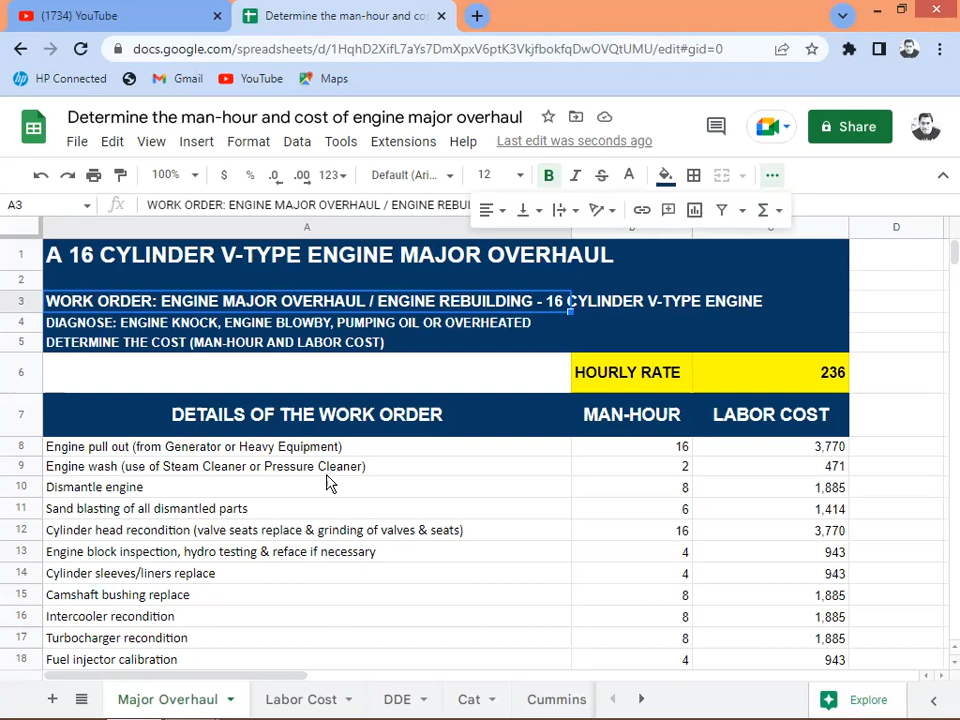 (1734) YouTube
Determine the man-hour and co
docs.google.com/spreadsheets/d/1HqhD2XifL7aYs7DmXpxV6ptK3VkjfbokfqDwOVQtUMU/edit#gid=0
HP Connected
Gmail
YouTube
Maps
Determine the man-hour and cost of engine major overhaul
File Edit View Insert Format Data Tools Extensions Help Last edit was seconds ago
Share
100% $ % .0 .00 123 Default (Ari... 12 B I S A
A3 fx WORK ORDER: ENGINE MAJOR OVERHAUL / ENGINE REBUI
A B C D
1 A 16 CYLINDER V-TYPE ENGINE MAJOR OVERHAUL
2
3 WORK ORDER: ENGINE MAJOR OVERHAUL / ENGINE REBUILDING - 16 CYLINDER V-TYPE ENGINE
4 DIAGNOSE: ENGINE KNOCK, ENGINE BLOWBY, PUMPING OIL OR OVERHEATED
5 DETERMINE THE COST (MAN-HOUR AND LABOR COST)
6 HOURLY RATE 236
7 DETAILS OF THE WORK ORDER MAN-HOUR LABOR COST
8 Engine pull out (from Generator or Heavy Equipment) 16 3,770
9 Engine wash (use of Steam Cleaner or Pressure Cleaner) 2 471
10 Dismantle engine 8 1,885
11 Sand blasting of all dismantled parts 6 1,414
12 Cylinder head recondition (valve seats replace & grinding of valves & seats) 16 3,770
13 Engine block inspection, hydro testing & reface if necessary 4 943
14 Cylinder sleeves/liners replace 4 943
15 Camshaft bushing replace 8 1,885
16 Intercooler recondition 8 1,885
17 Turbocharger recondition 8 1,885
18 Fuel injector calibration 4 943
Major Overhaul Labor Cost DDE Cat Cummins Explore